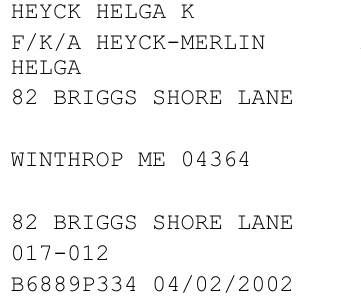 HEYCK HELGA K
F/K/A HEYCK-MERLIN
HELGA
82 BRIGGS SHORE LANE
WINTHROP ME 04364
82 BRIGGS SHORE LANE
017-012
B6889P334 04/02/2002